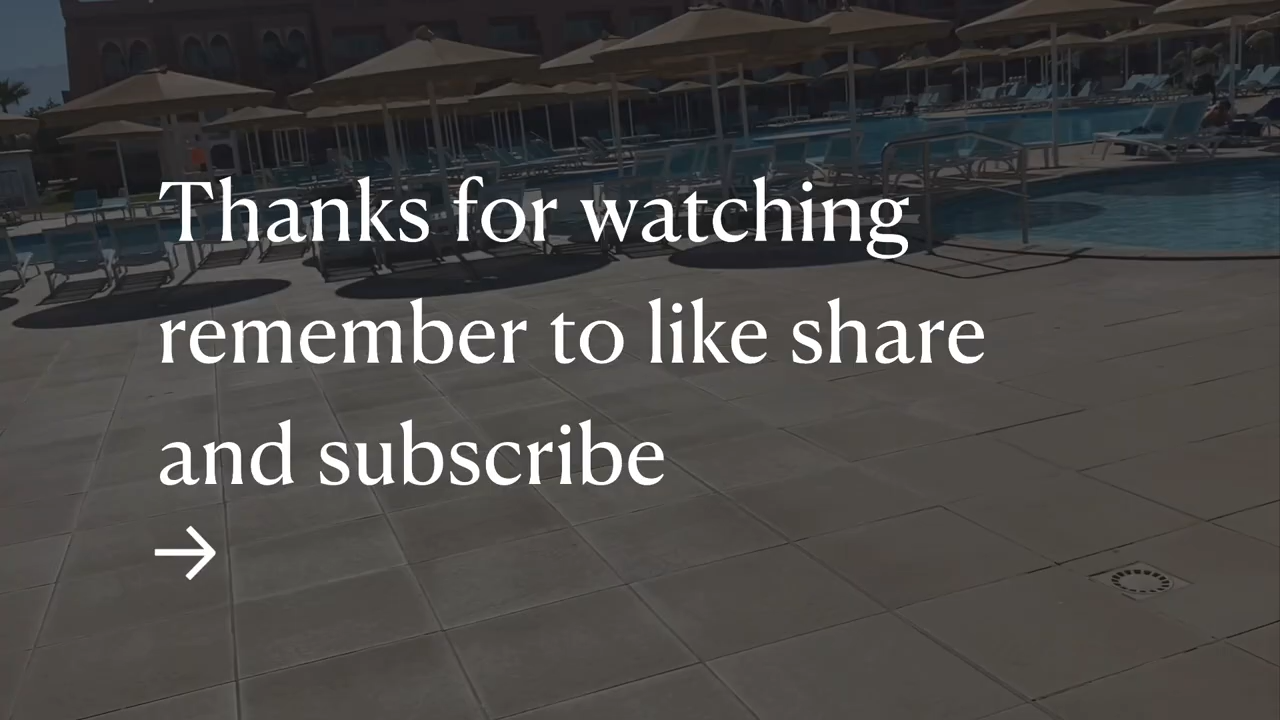 Thanks for watching
remember to like share
and subscribe
→